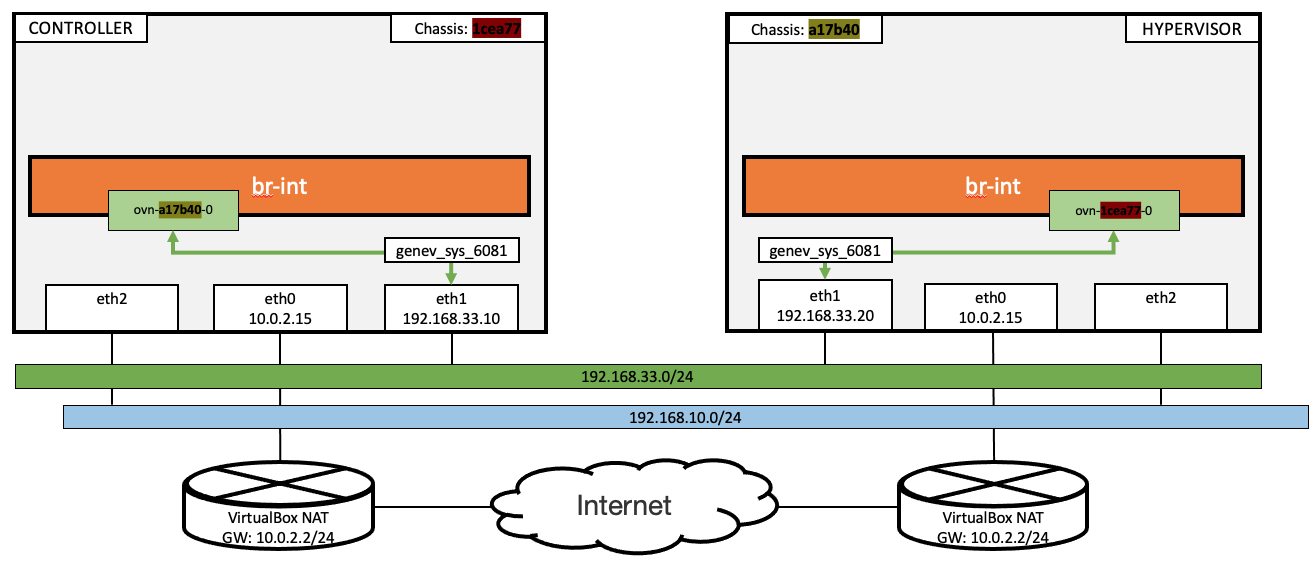 CONTROLLER
Chassis: 1cea77
Chassis: a17b40
HYPERVISOR
br-int
br-int
ovn-a17b40-0
ovn-1cea77-0
genev_sys_6081
genev_sys_6081
eth2
eth0
10.0.2.15
eth1
192.168.33.10
eth1
192.168.33.20
eth0
10.0.2.15
eth2
192.168.33.0/24
192.168.10.0/24
VirtualBox NAT
GW: 10.0.2.2/24
Internet
VirtualBox NAT
GW: 10.0.2.2/24